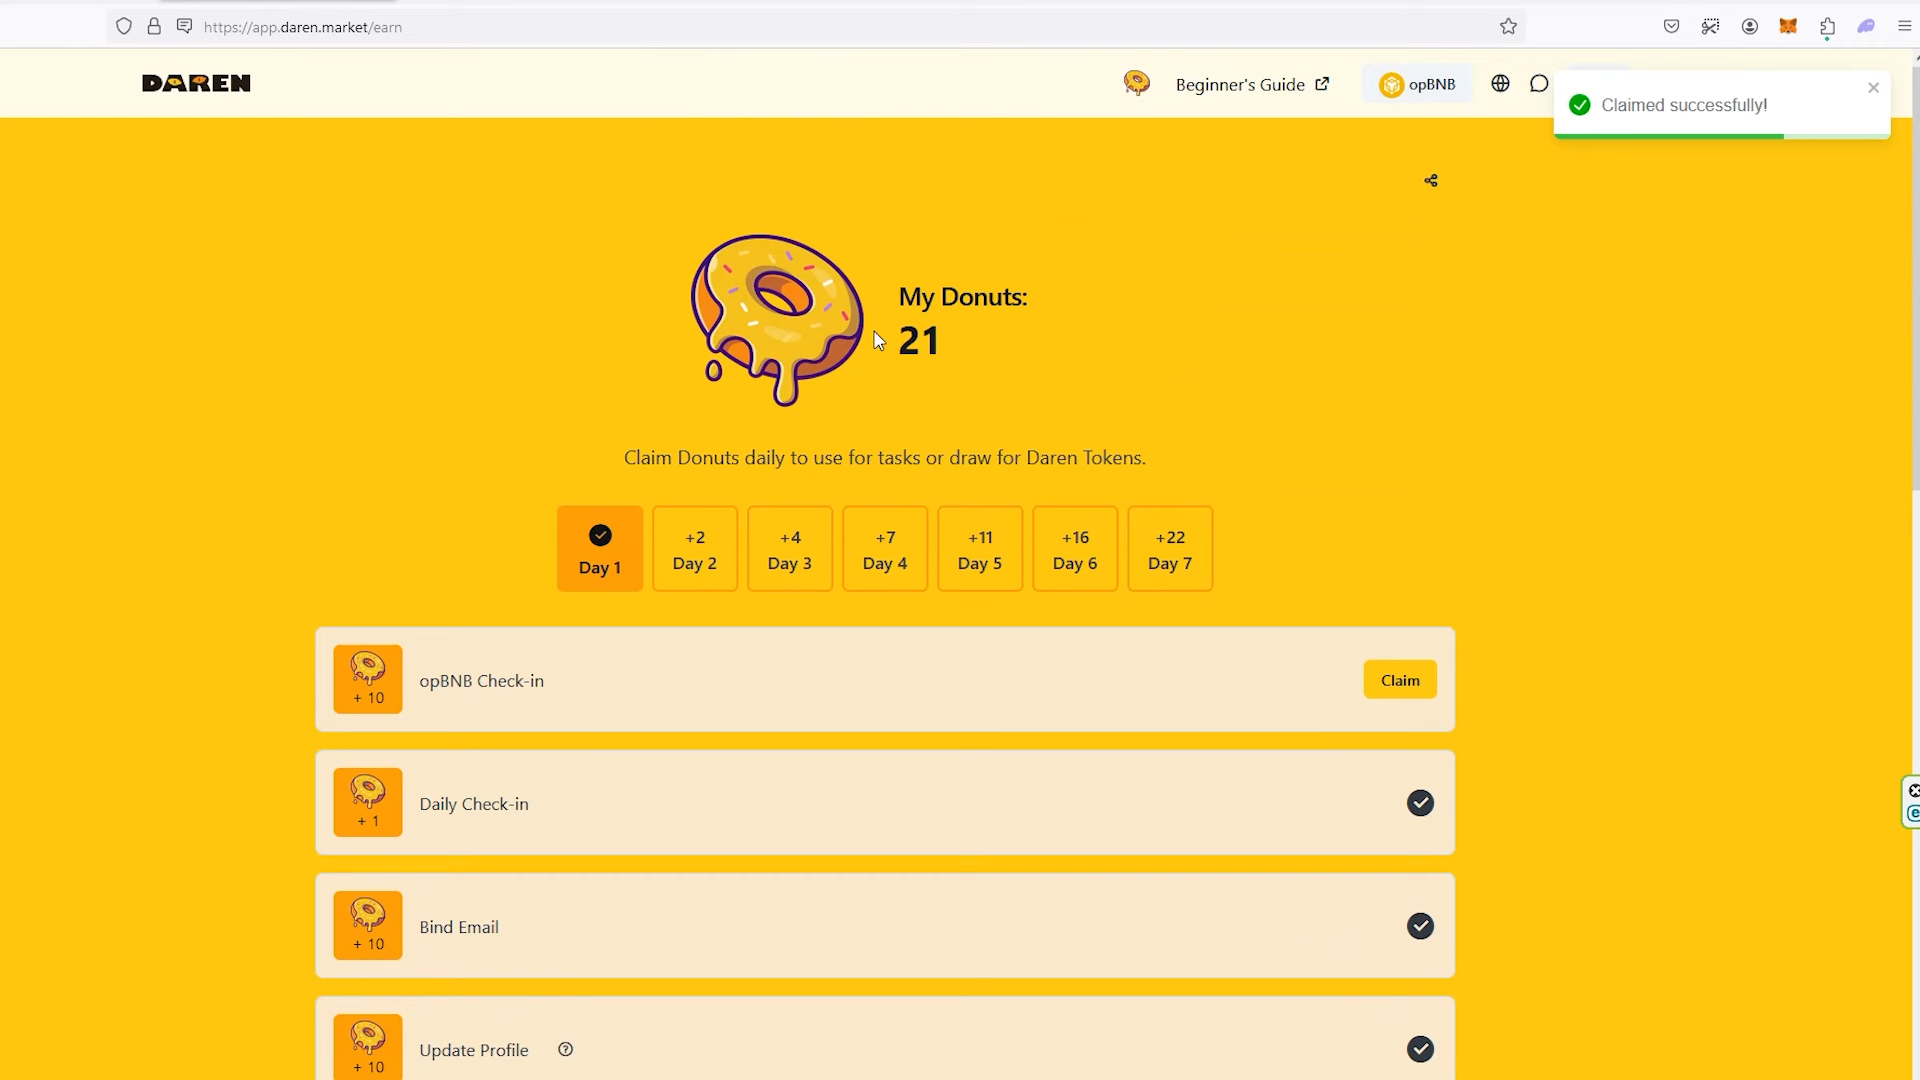 https://app.daren.market/earn
DAREN
Beginner's Guide
opBNB
Claimed successfully!
My Donuts:
21
Claim Donuts daily to use for tasks or draw for Daren Tokens.
Day 1
+2
Day 2
+4
Day 3
+7
Day 4
+11
Day 5
+16
Day 6
+22
Day 7
+ 10
opBNB Check-in
Claim
+ 1
Daily Check-in
+ 10
Bind Email
+ 10
Update Profile